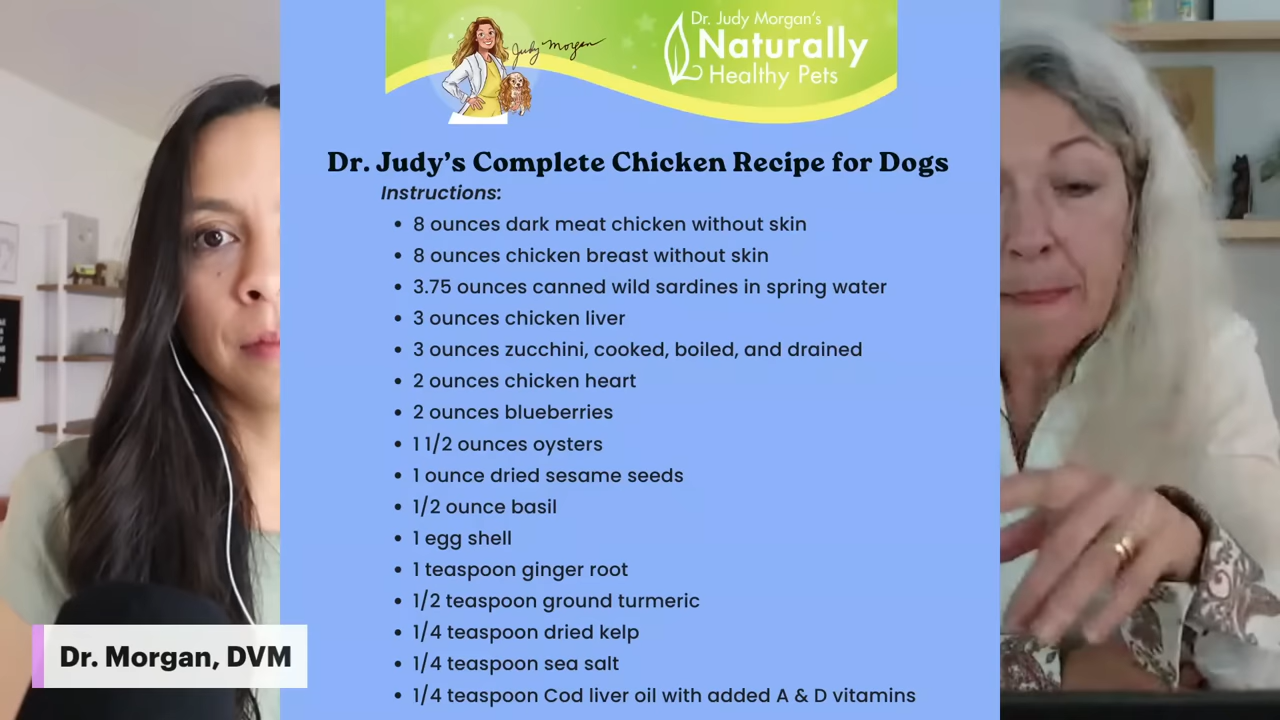 Judy Morgan
Dr. Judy Morgan's
Naturally
Healthy Pets
Dr. Judy's Complete Chicken Recipe for Dogs
Instructions:
• 8 ounces dark meat chicken without skin
• 8 ounces chicken breast without skin
• 3.75 ounces canned wild sardines in spring water
• 3 ounces chicken liver
• 3 ounces zucchini, cooked, boiled, and drained
• 2 ounces chicken heart
• 2 ounces blueberries
• 1 1/2 ounces oysters
• 1 ounce dried sesame seeds
• 1/2 ounce basil
• 1 egg shell
• 1 teaspoon ginger root
• 1/2 teaspoon ground turmeric
• 1/4 teaspoon dried kelp
• 1/4 teaspoon sea salt
• 1/4 teaspoon Cod liver oil with added A & D vitamins
Dr. Morgan, DVM